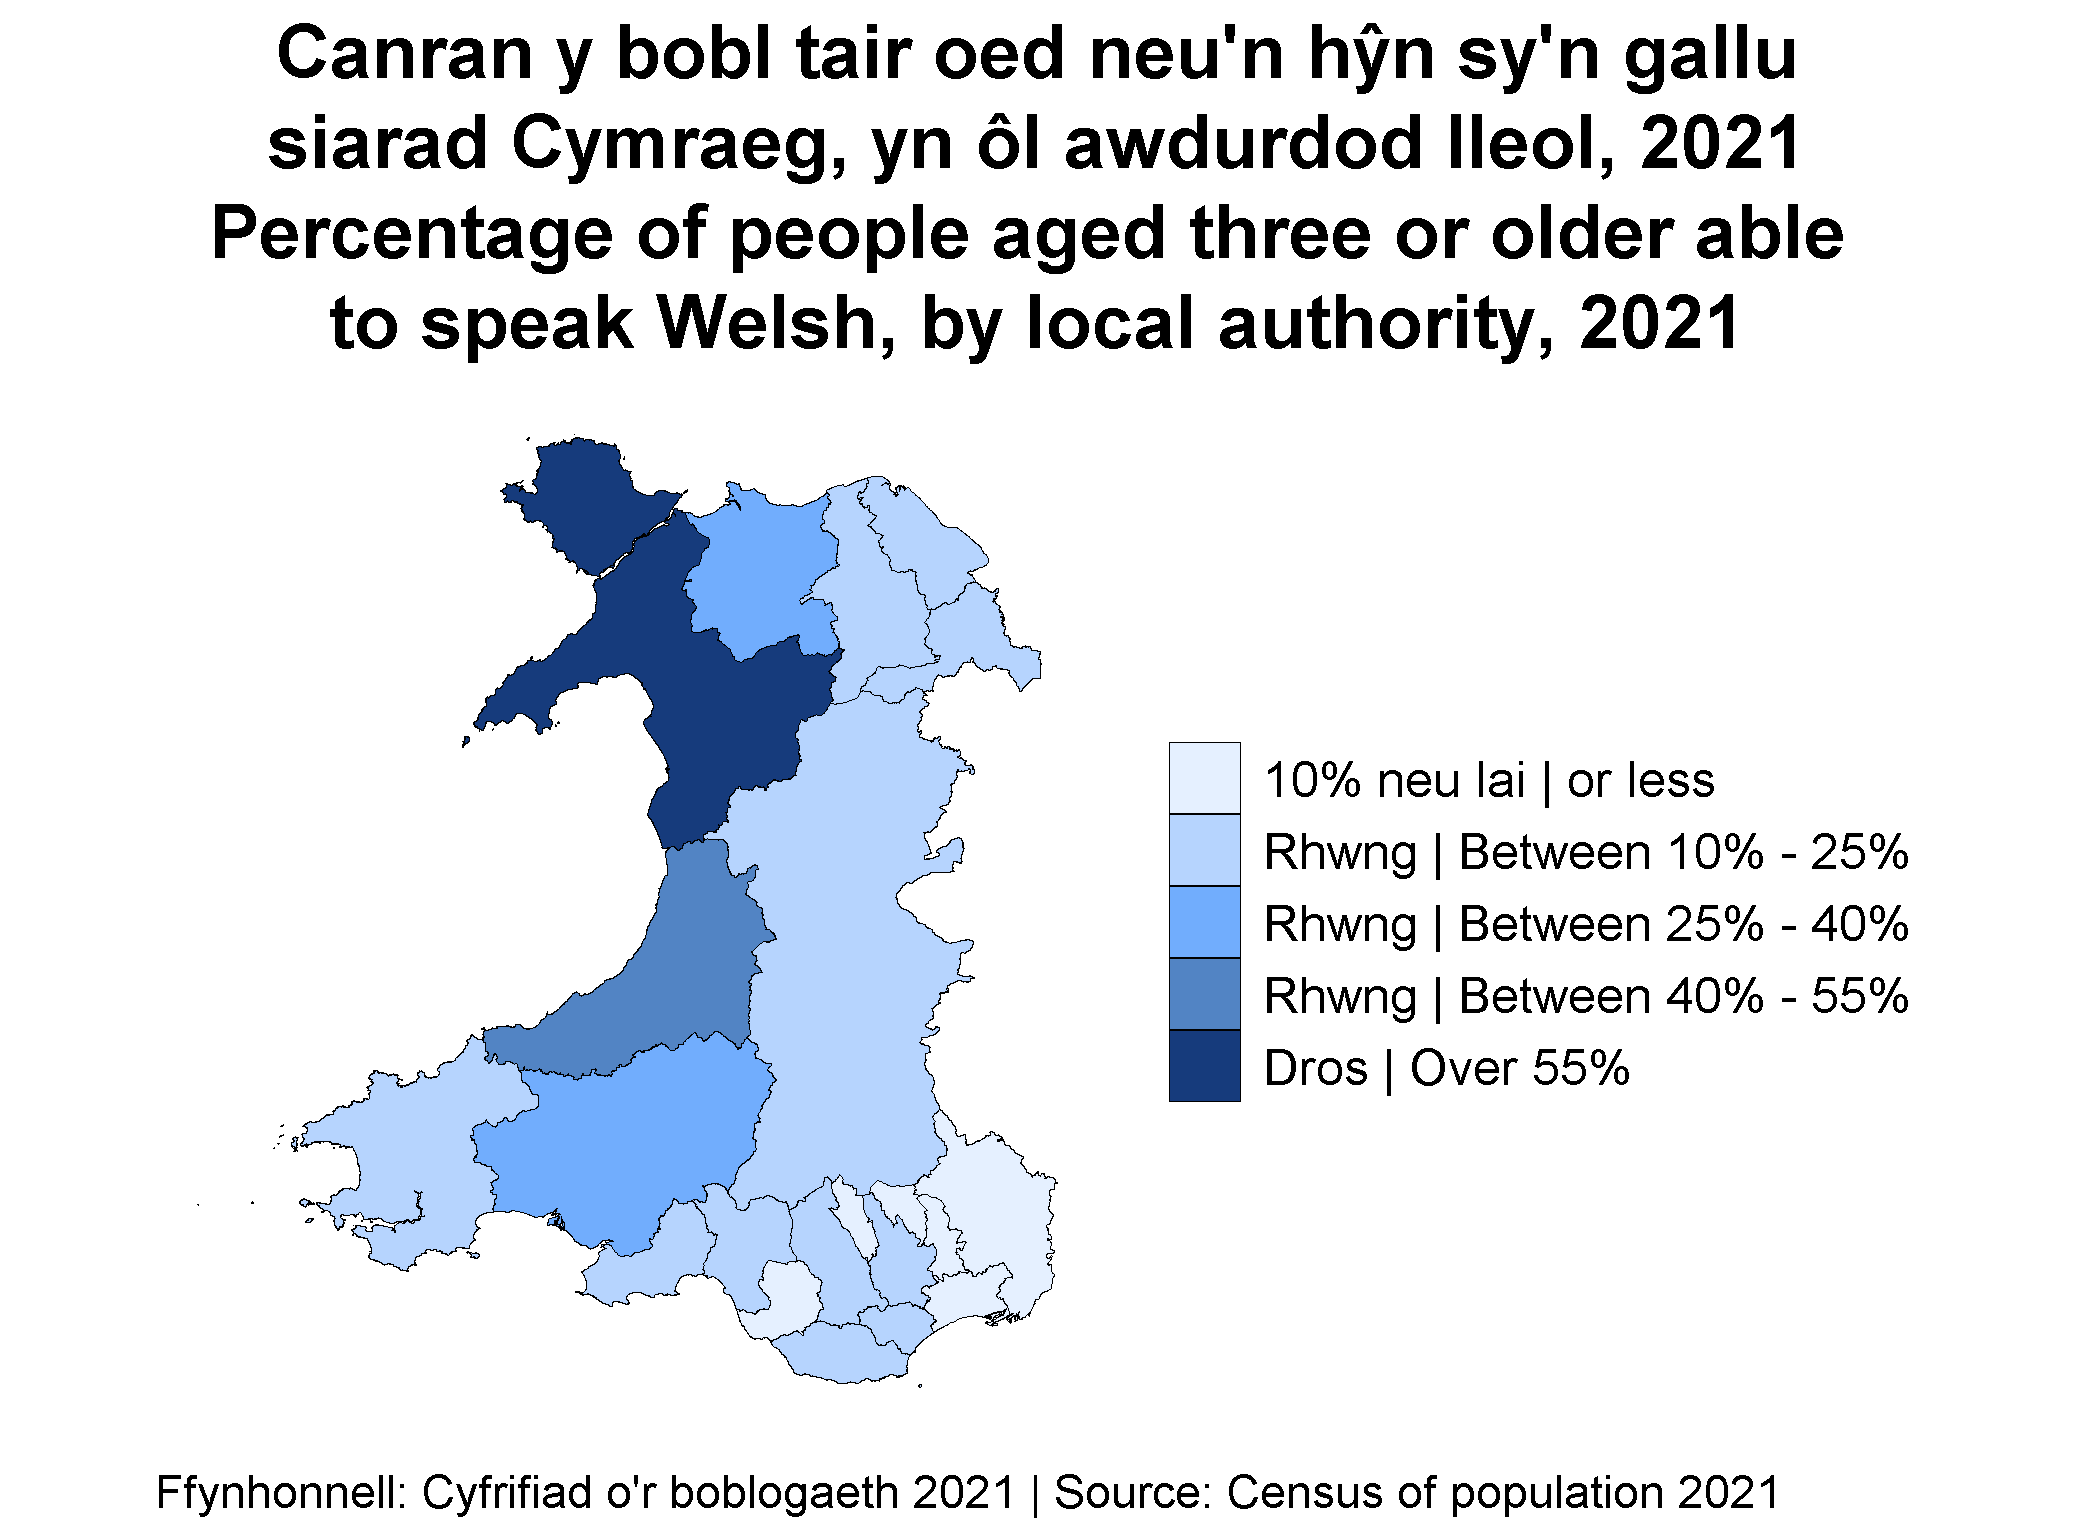 Canran y bobl tair oed neu'n hŷn sy'n gallu
siarad Cymraeg, yn ôl awdurdod lleol, 2021
Percentage of people aged three or older able
to speak Welsh, by local authority, 2021
10% neu lai | or less
Rhwng | Between 10% - 25%
Rhwng | Between 25% - 40%
Rhwng | Between 40% - 55%
Dros | Over 55%
Ffynhonnell: Cyfrifiad o'r boblogaeth 2021 | Source: Census of population 2021